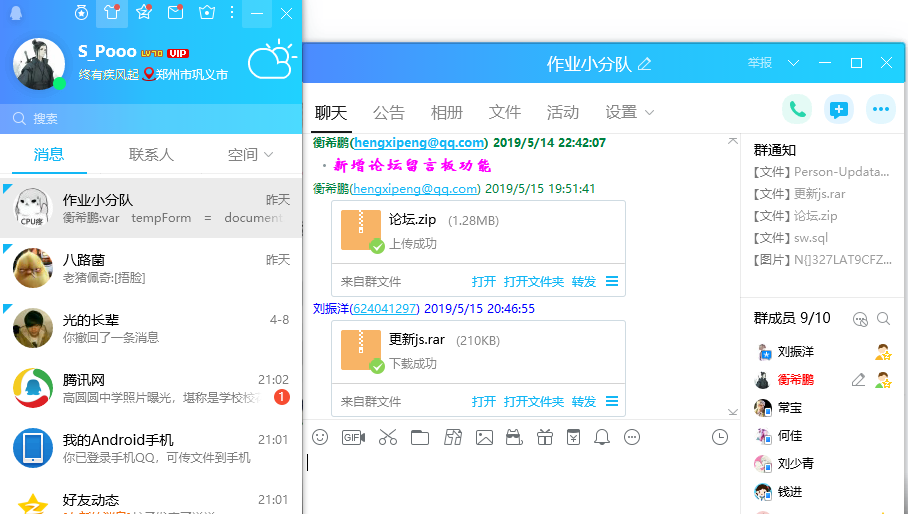 S_Pooo LV70 VIP
终有疾风起 郑州市巩义市
搜索
消息 联系人 空间
作业小分队 昨天
衡希鹏:var tempForm = document
八路菌 昨天
老猪佩奇:[捂脸]
光的长辈 4-8
你撤回了一条消息
腾讯网 21:02
高圆圆中学照片曝光，堪称是学校校花 1
我的Android手机 21:01
你已登录手机QQ，可传文件到手机
好友动态 21:01
作业小分队 举报
聊天 公告 相册 文件 活动 设置
衡希鹏(hengxipeng@qq.com) 2019/5/14 22:42:07
·新增论坛留言板功能
衡希鹏(hengxipeng@qq.com) 2019/5/15 19:51:41
论坛.zip (1.28MB)
上传成功
来自群文件 打开 打开文件夹 转发
刘振洋(624041297) 2019/5/15 20:46:55
更新js.rar (210KB)
下载成功
来自群文件 打开 打开文件夹 转发
GIF
群通知
【文件】Person-Updata...
【文件】更新js.rar
【文件】论坛.zip
【文件】sw.sql
【图片】N{]327LAT9CFZ...
群成员 9/10
刘振洋
衡希鹏
常宝
何佳
刘少青
钱进
CPU疼